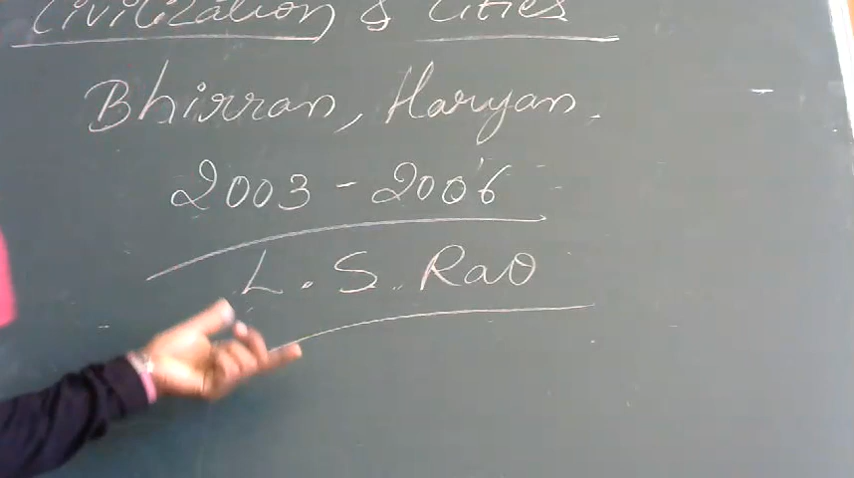 Civilization & Cities
Bhirran, Haryan.
2003 - 2006
L. S. Rao